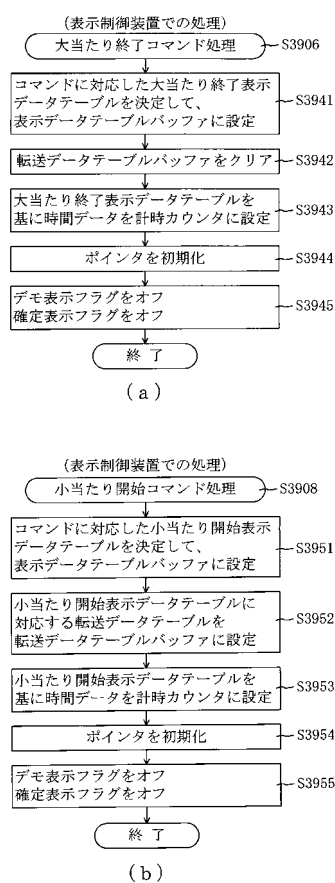 (表示制御装置での処理)
大当たり終了コマンド処理
S3906
コマンドに対応した大当たり終了表示
データテーブルを決定して、
表示データテーブルバッファに設定
S3941
転送データテーブルバッファをクリア
S3942
大当たり終了表示データテーブルを
基に時間データを計時カウンタに設定
S3943
ポインタを初期化
S3944
デモ表示フラグをオフ
確定表示フラグをオフ
S3945
終了
(a)
(表示制御装置での処理)
小当たり開始コマンド処理
S3908
コマンドに対応した小当たり開始表示
データテーブルを決定して、
表示データテーブルバッファに設定
S3951
小当たり開始表示データテーブルに
対応する転送データテーブルを
転送データテーブルバッファに設定
S3952
小当たり開始表示データテーブルを
基に時間データを計時カウンタに設定
S3953
ポインタを初期化
S3954
デモ表示フラグをオフ
確定表示フラグをオフ
S3955
終了
(b)